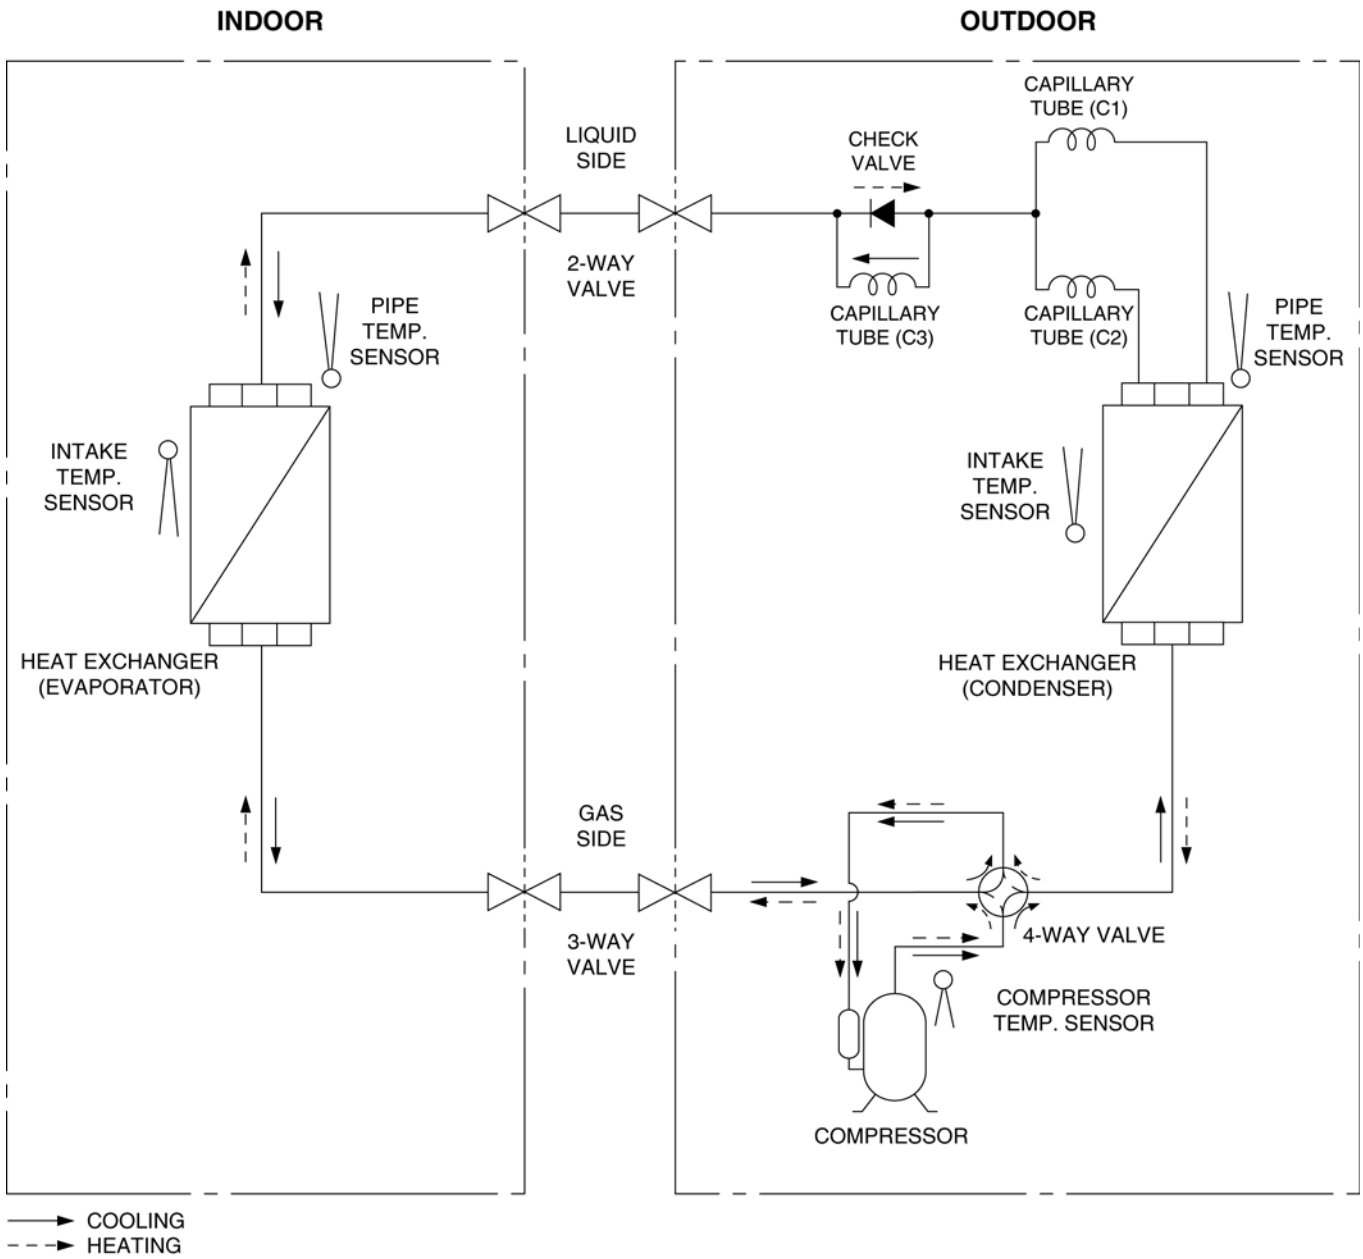 INDOOR
OUTDOOR
CAPILLARY
TUBE (C1)
LIQUID
SIDE
CHECK
VALVE
2-WAY
VALVE
PIPE
TEMP.
SENSOR
CAPILLARY
TUBE (C3)
CAPILLARY
TUBE (C2)
PIPE
TEMP.
SENSOR
INTAKE
TEMP.
SENSOR
INTAKE
TEMP.
SENSOR
HEAT EXCHANGER
(EVAPORATOR)
HEAT EXCHANGER
(CONDENSER)
GAS
SIDE
3-WAY
VALVE
4-WAY VALVE
COMPRESSOR
TEMP. SENSOR
COMPRESSOR
COOLING
HEATING